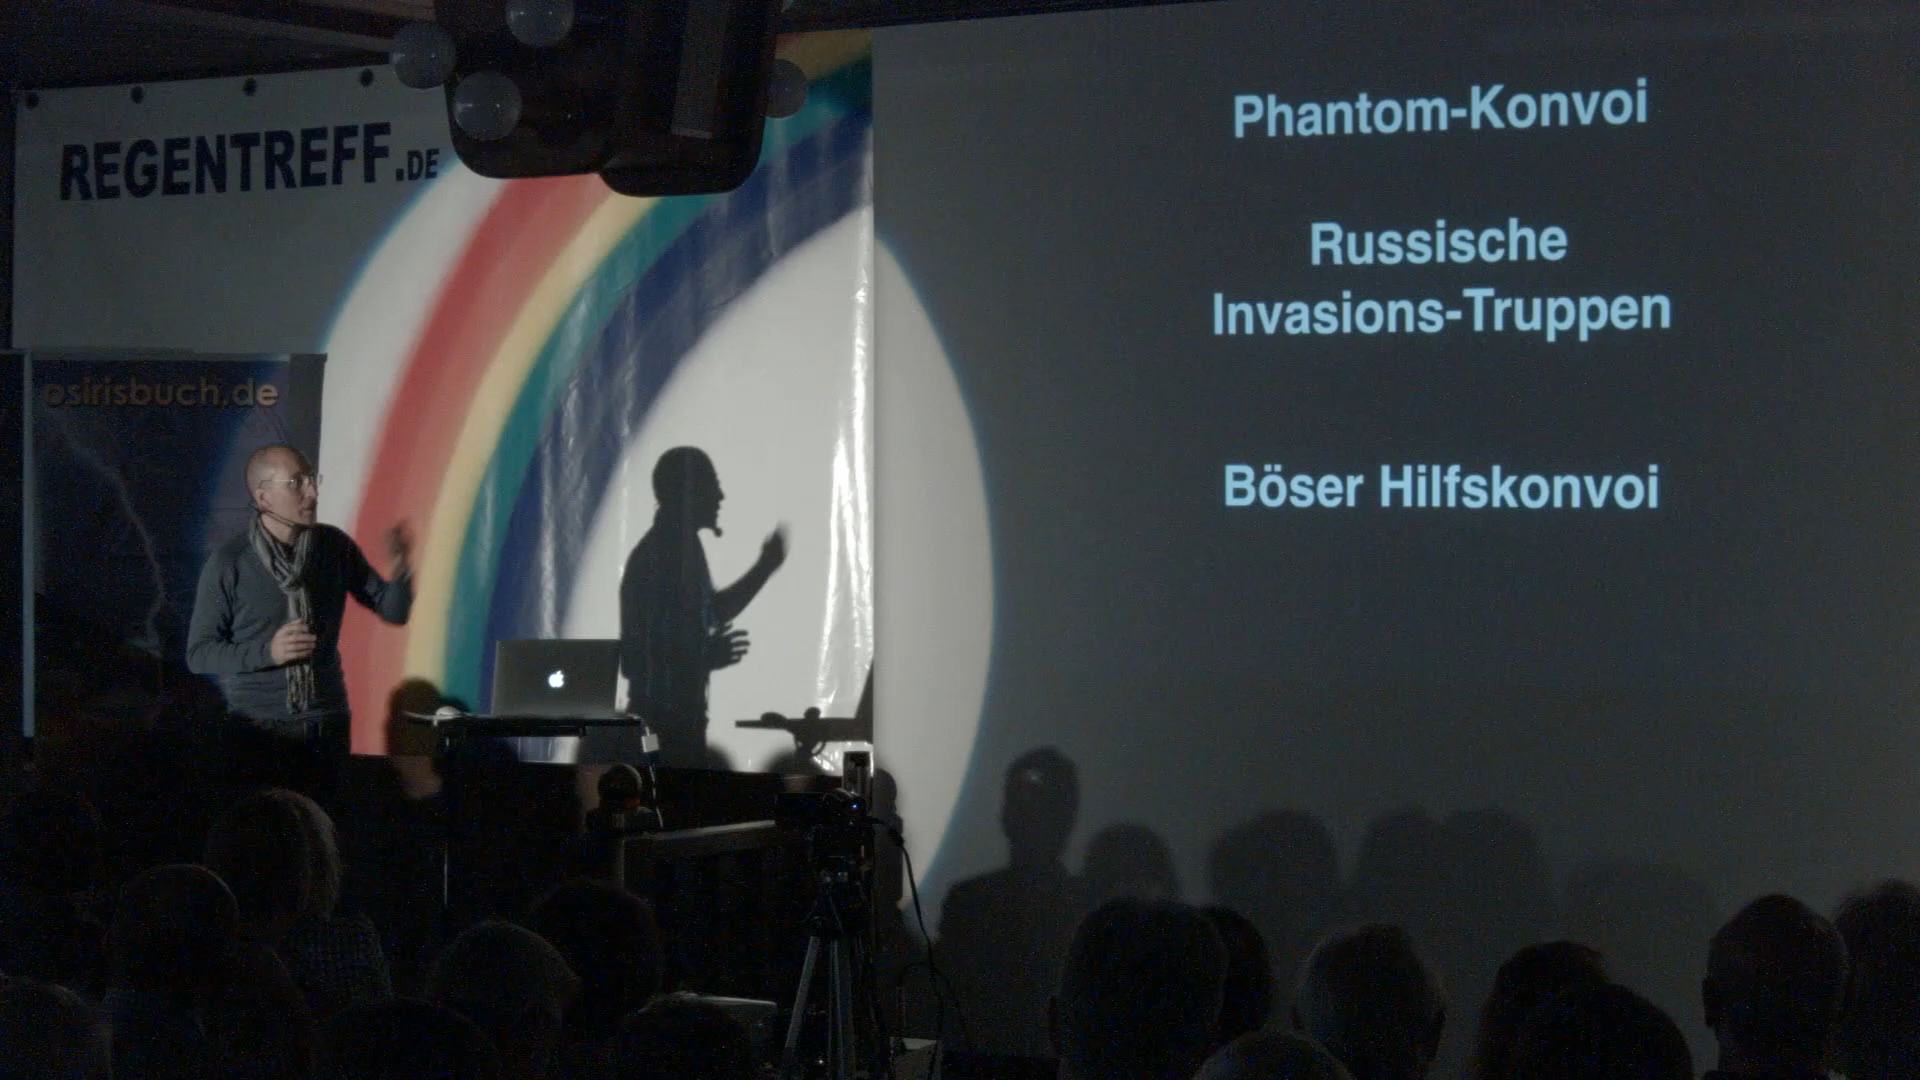 REGENTREFF.DE
osirisbuch.de
Phantom-Konvoi
Russische
Invasions-Truppen
Böser Hilfskonvoi